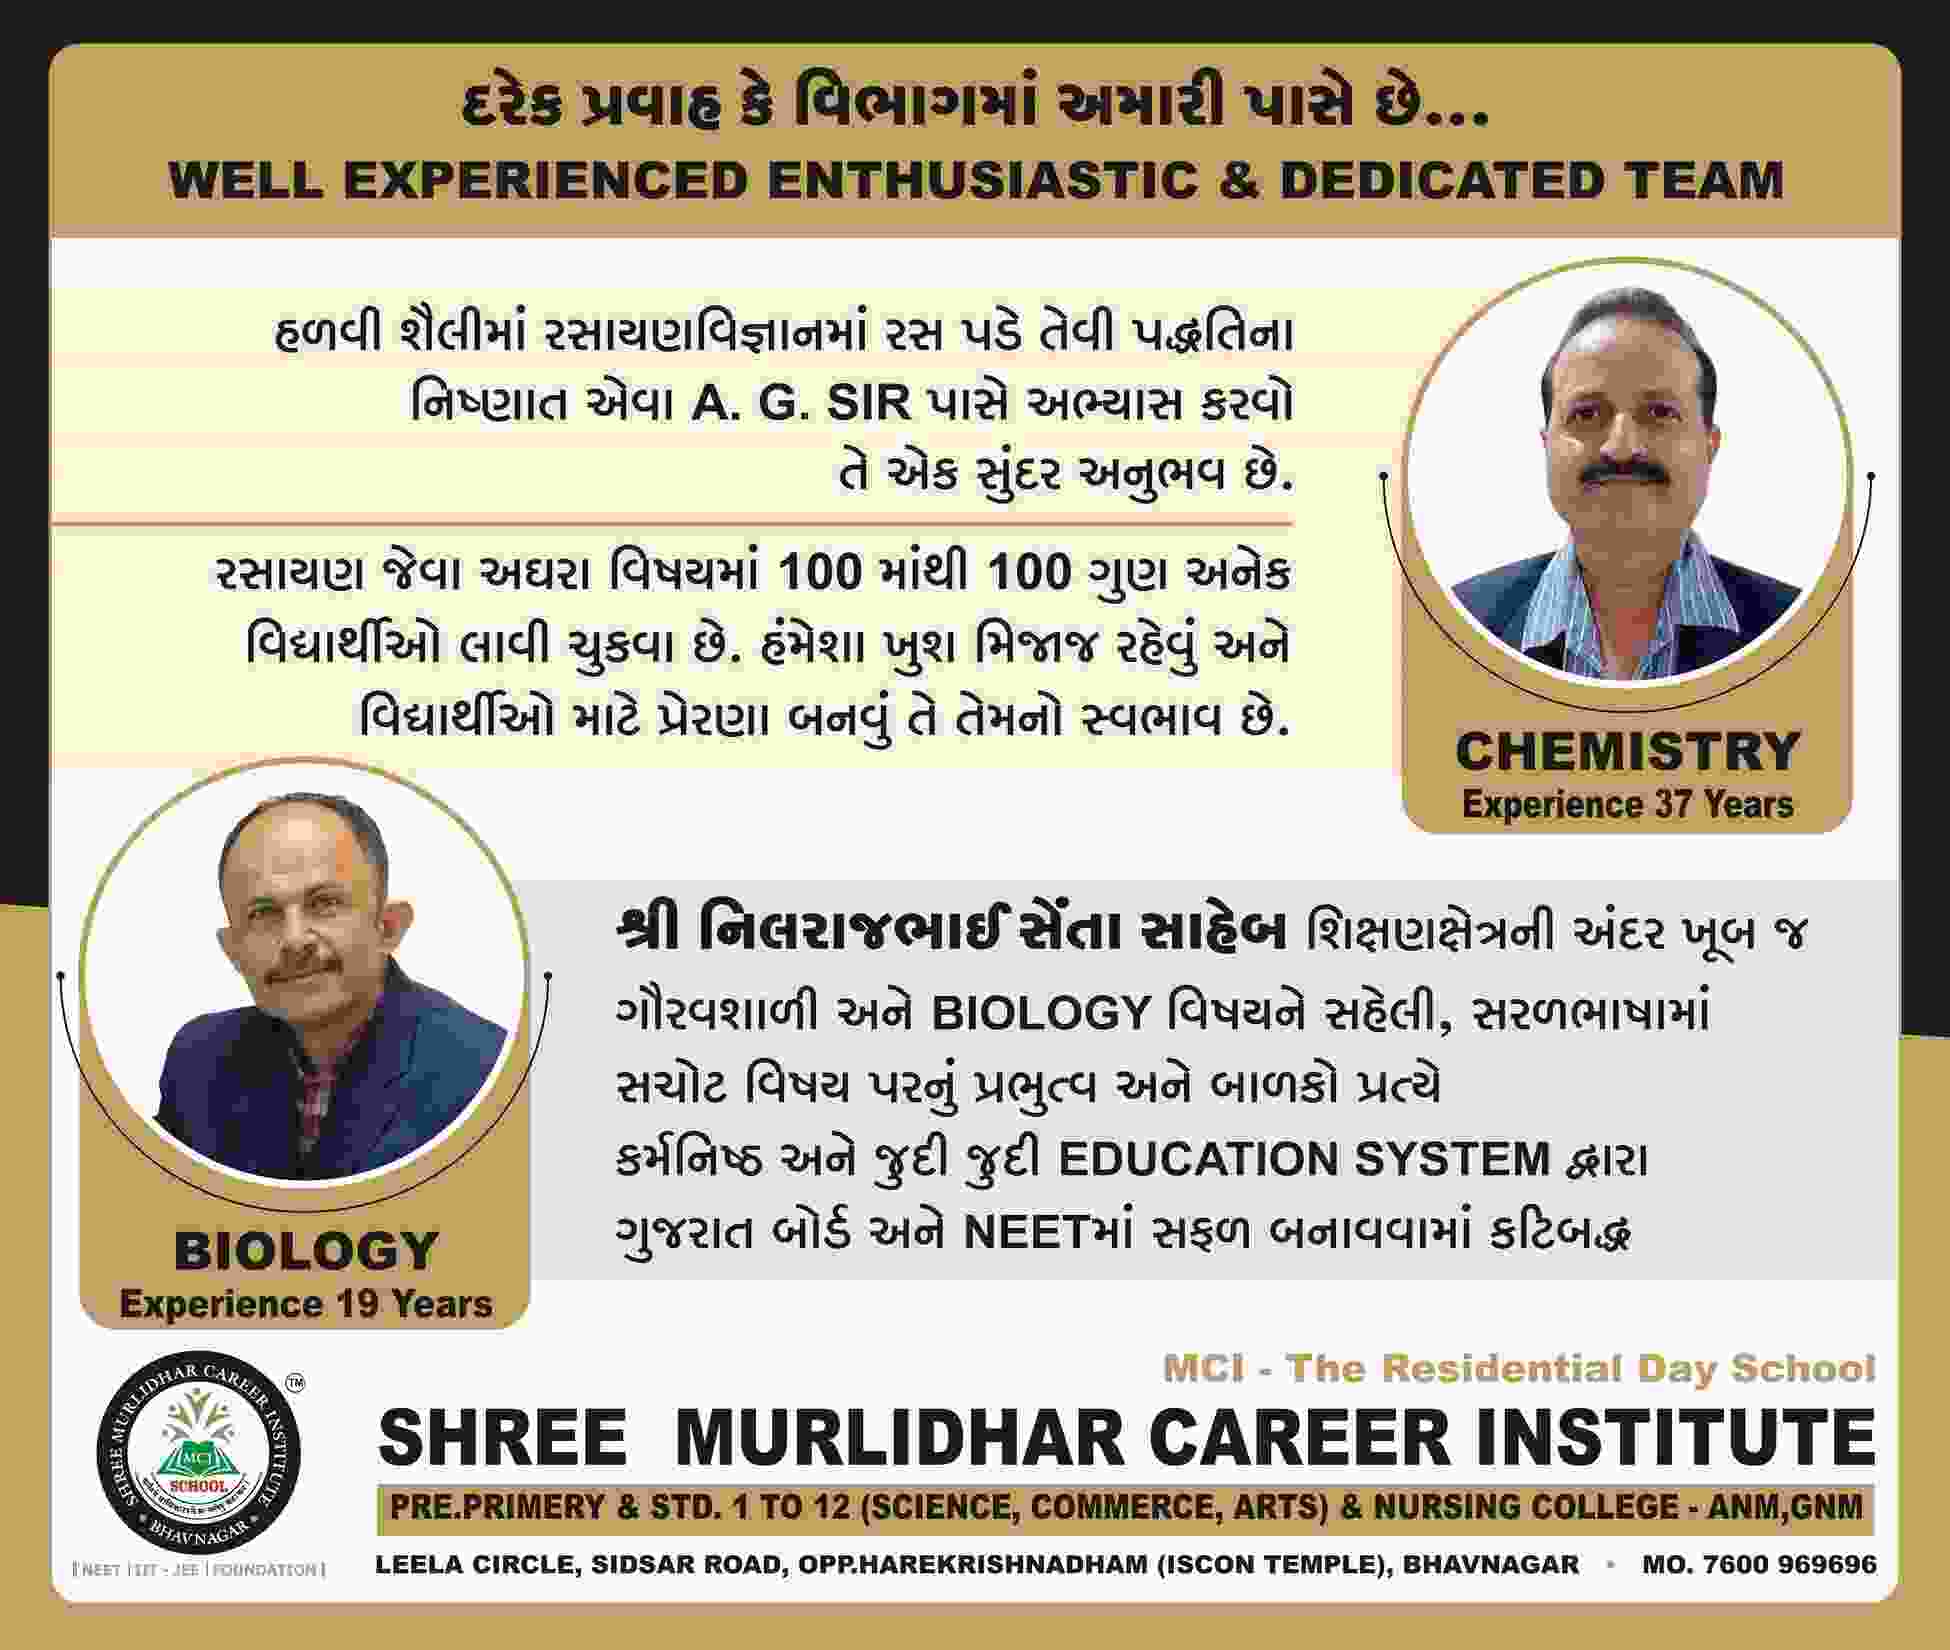 દરેક પ્રવાહ કે વિભાગમાં અમારી પાસે છે...
WELL EXPERIENCED ENTHUSIASTIC & DEDICATED TEAM
હળવી શૈલીમાં રસાયણવિજ્ઞાનમાં રસ પડે તેવી પદ્ધતિના
નિષ્ણાત એવા A. G. SIR પાસે અભ્યાસ કરવો
તે એક સુંદર અનુભવ છે.
રસાયણ જેવા અઘરા વિષયમાં 100 માંથી 100 ગુણ અનેક
વિદ્યાર્થીઓ લાવી ચુકવા છે. હંમેશા ખુશ મિજાજ રહેવું અને
વિદ્યાર્થીઓ માટે પ્રેરણા બનવું તે તેમનો સ્વભાવ છે.
CHEMISTRY
Experience 37 Years
શ્રી નિલરાજભાઈ સેંતા સાહેબ શિક્ષણક્ષેત્રની અંદર ખૂબ જ
ગૌરવશાળી અને BIOLOGY વિષયને સહેલી, સરળભાષામાં
સચોટ વિષય પરનું પ્રભુત્વ અને બાળકો પ્રત્યે
કર્મનિષ્ઠ અને જુદી જુદી EDUCATION SYSTEM દ્વારા
ગુજરાત બોર્ડ અને NEETમાં સફળ બનાવવામાં કટિબદ્ધ
BIOLOGY
Experience 19 Years
MCI - The Residential Day School
SHREE MURLIDHAR CAREER INSTITUTE
PRE.PRIMERY & STD. 1 TO 12 (SCIENCE, COMMERCE, ARTS) & NURSING COLLEGE - ANM,GNM
LEELA CIRCLE, SIDSAR ROAD, OPP.HAREKRISHNADHAM (ISCON TEMPLE), BHAVNAGAR • MO. 7600 969696
SHREE MURLIDHAR CAREER INSTITUTE
TM
MCI
SCHOOL
• BHAVNAGAR •
| NEET | IIT - JEE | FOUNDATION |